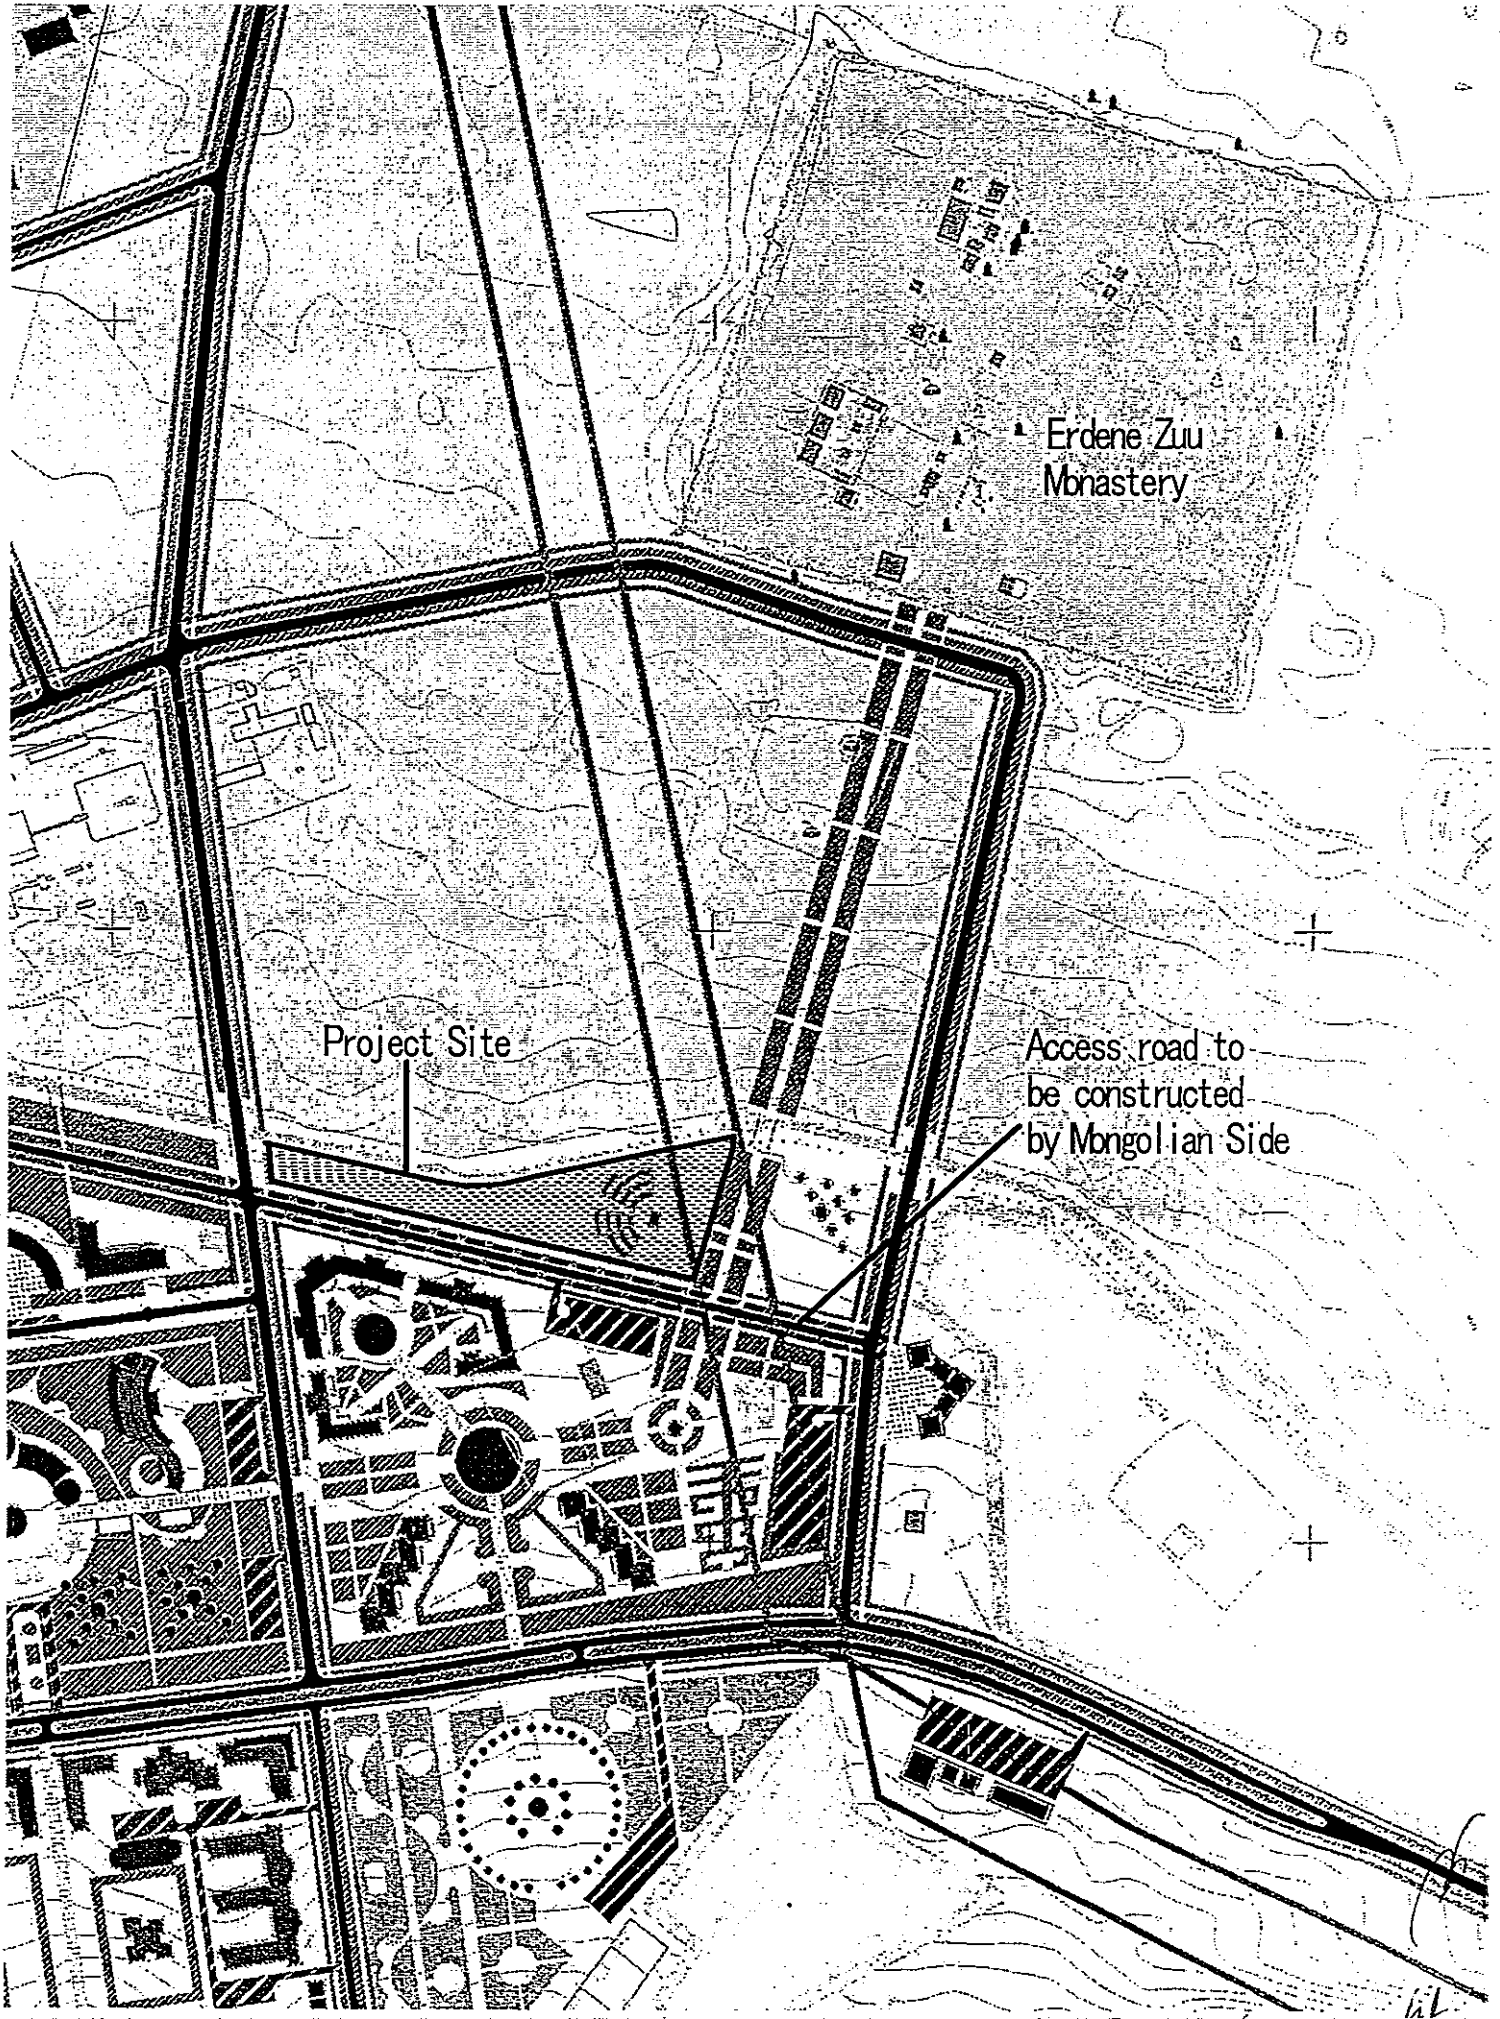 Erdene Zuu
Monastery
Project Site
Access road to
be constructed
by Mongolian Side